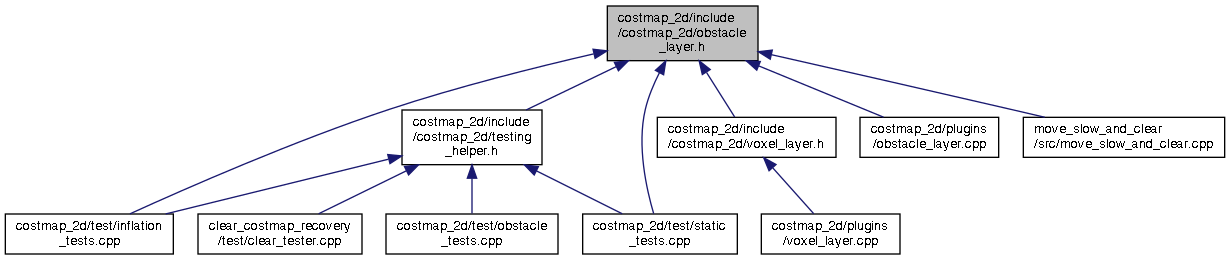 costmap_2d/include
/costmap_2d/obstacle
_layer.h
costmap_2d/include
/costmap_2d/testing
_helper.h
costmap_2d/include
/costmap_2d/voxel_layer.h
costmap_2d/plugins
/obstacle_layer.cpp
move_slow_and_clear
/src/move_slow_and_clear.cpp
costmap_2d/test/inflation
_tests.cpp
clear_costmap_recovery
/test/clear_tester.cpp
costmap_2d/test/obstacle
_tests.cpp
costmap_2d/test/static
_tests.cpp
costmap_2d/plugins
/voxel_layer.cpp